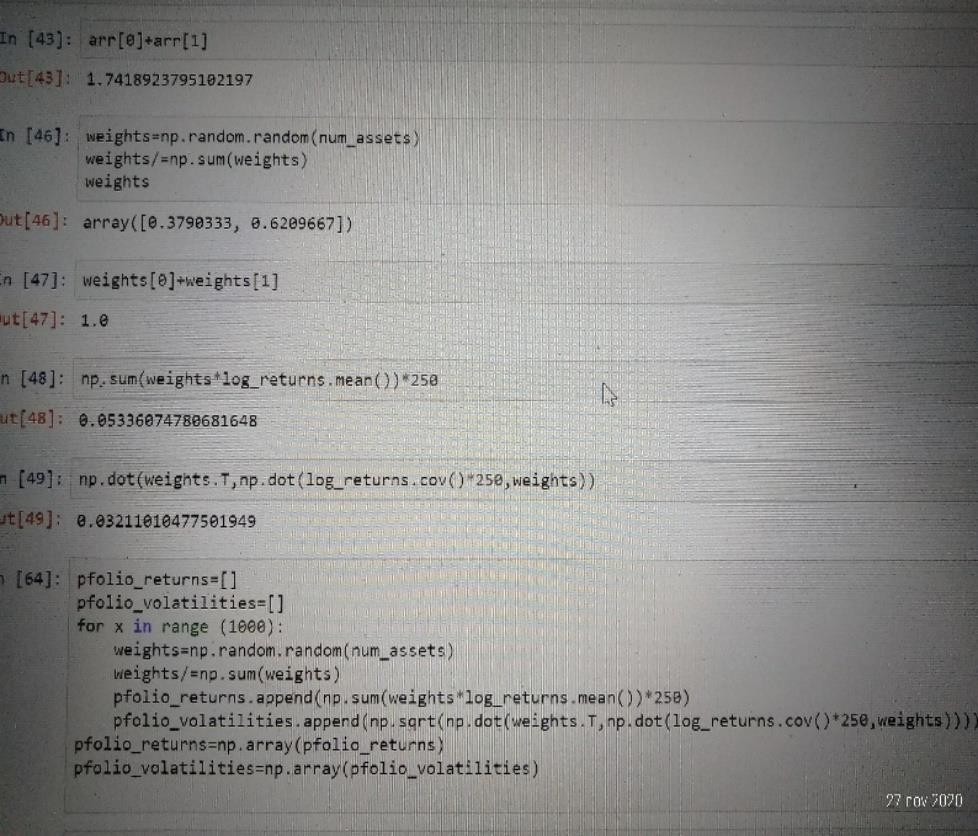 In [43]: arr[0]+arr[1]
Out[43]: 1.7418923795102197
In [46]: weights=np.random.random(num_assets)
weights/=np.sum(weights)
weights
Out[46]: array([0.3790333, 0.6209667])
n [47]: weights[0]+weights[1]
ut[47]: 1.0
n [48]: np.sum(weights*log_returns.mean())*250
ut[48]: 0.05336074780681648
n [49]: np.dot(weights.T,np.dot(log_returns.cov()*250,weights))
ut[49]: 0.03211010477501949
[64]: pfolio_returns=[]
pfolio_volatilities=[]
for x in range (1000):
weights=np.random.random(num_assets)
weights/=np.sum(weights)
pfolio_returns.append(np.sum(weights*log_returns.mean())*250)
pfolio_volatilities.append(np.sqrt(np.dot(weights.T,np.dot(log_returns.cov()*250,weights))))
pfolio_returns=np.array(pfolio_returns)
pfolio_volatilities=np.array(pfolio_volatilities)
27 nov 2020